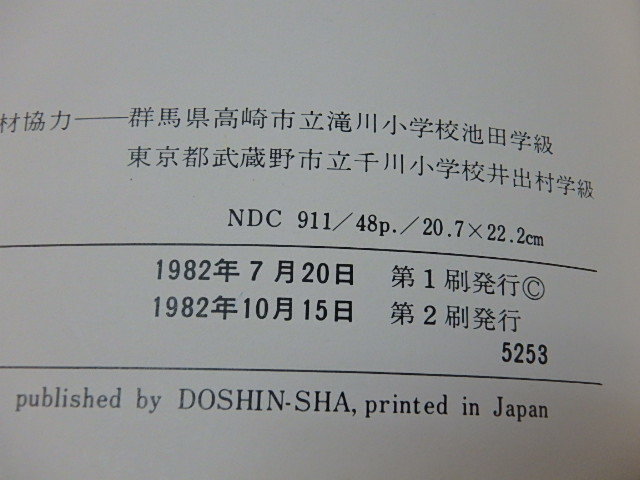 材協力――群馬県高崎市立滝川小学校池田学級
東京都武蔵野市立千川小学校井出村学級
NDC 911/48p./20.7×22.2cm
1982年7月20日 第1刷発行©
1982年10月15日 第2刷発行
5253
published by DOSHIN-SHA, printed in Japan